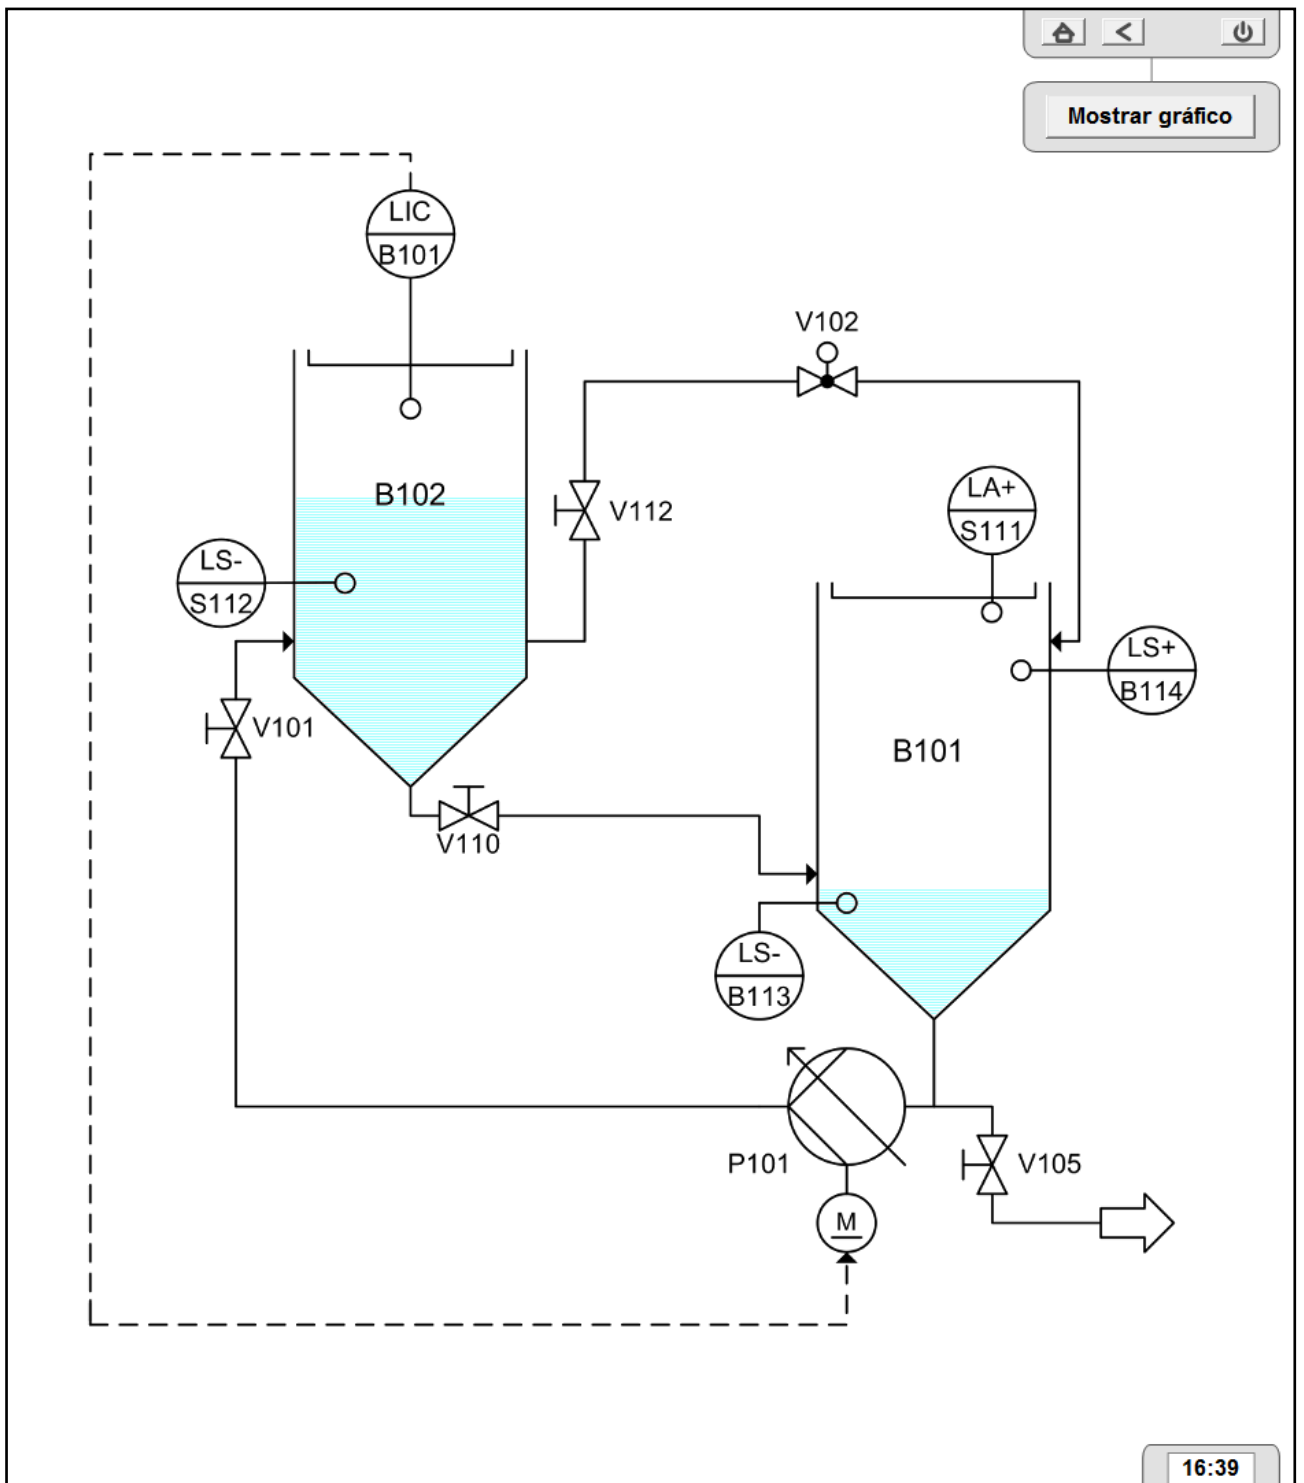 Mostrar gráfico
LIC
B101
V102
B102
V112
LA+
S111
LS-
S112
LS+
B114
V101
B101
V110
LS-
B113
P101
V105
M
16:39